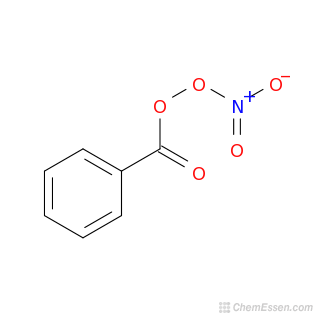 O O N+ O−
O
O
ChemEssen.com